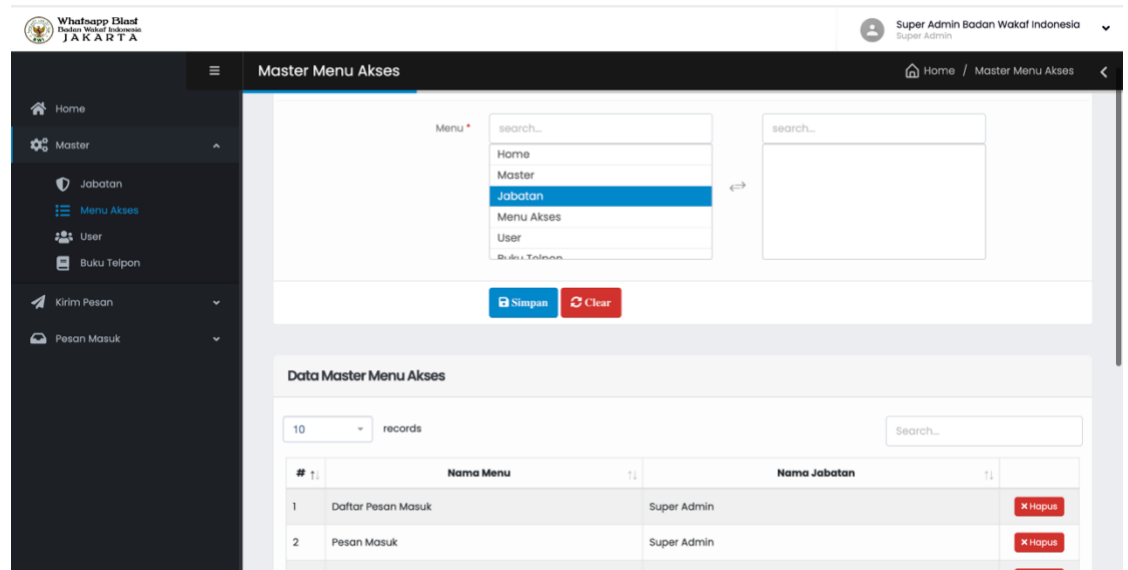 Whatsapp Blast
Badan Wakaf Indonesia
JAKARTA
Super Admin Badan Wakaf Indonesia
Super Admin
Master Menu Akses
Home / Master Menu Akses
Home
Master
Jabatan
Menu Akses
User
Buku Telpon
Kirim Pesan
Pesan Masuk
Menu *
search...
search...
Home
Master
Jabatan
Menu Akses
User
Buku Telpon
Simpan
Clear
Data Master Menu Akses
10 records
Search...
# Nama Menu Nama Jabatan
1 Daftar Pesan Masuk Super Admin × Hapus
2 Pesan Masuk Super Admin × Hapus